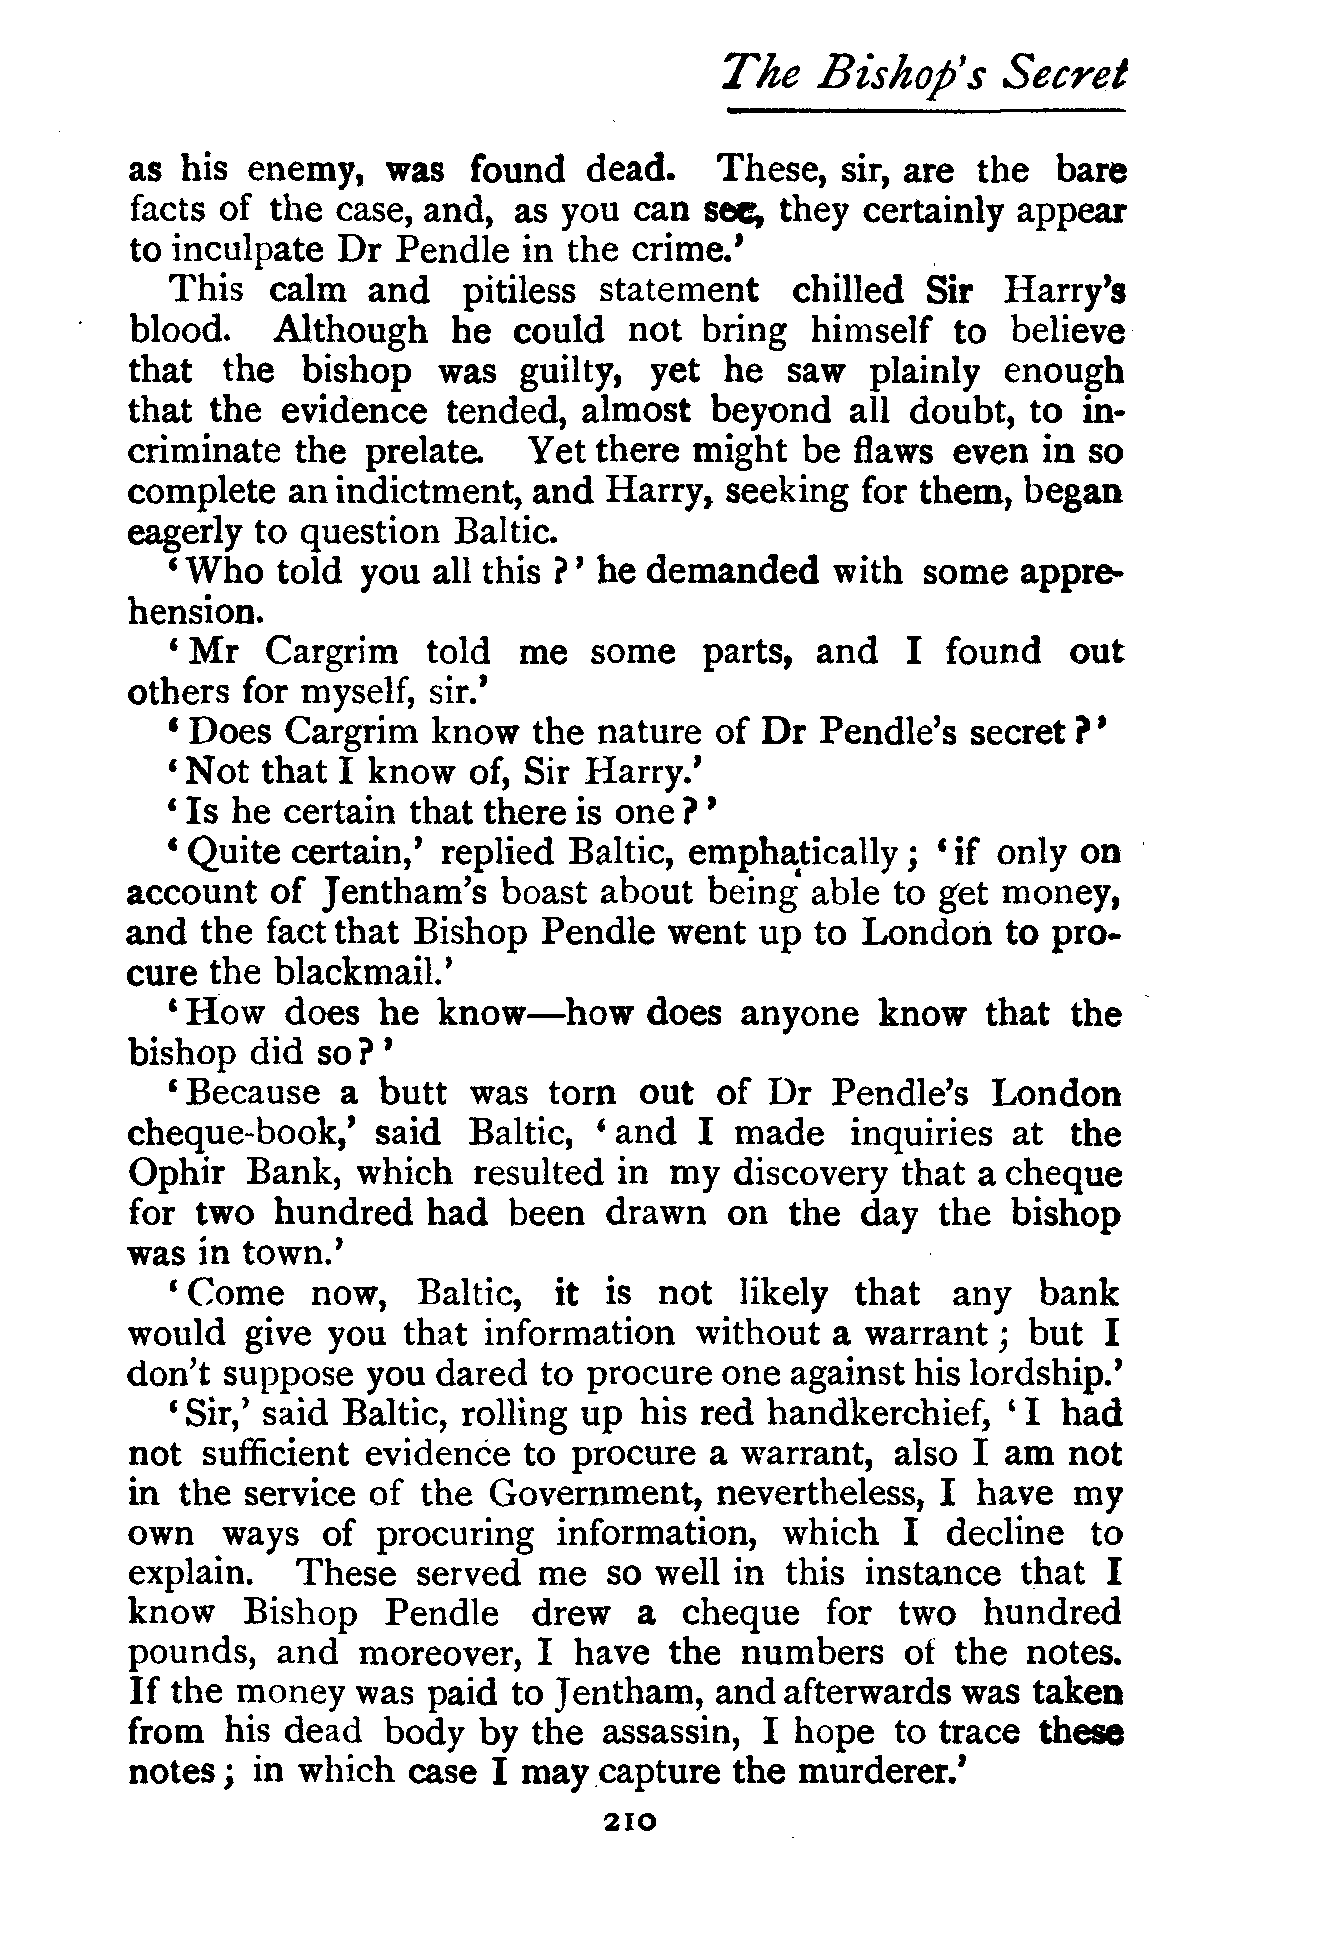 The Bishop's Secret
as his enemy, was found dead. These, sir, are the bare
facts of the case, and, as you can see, they certainly appear
to inculpate Dr Pendle in the crime.’
This calm and pitiless statement chilled Sir Harry’s
blood. Although he could not bring himself to believe
that the bishop was guilty, yet he saw plainly enough
that the evidence tended, almost beyond all doubt, to in-
criminate the prelate. Yet there might be flaws even in so
complete an indictment, and Harry, seeking for them, began
eagerly to question Baltic.
‘Who told you all this?’ he demanded with some appre-
hension.
‘Mr Cargrim told me some parts, and I found out
others for myself, sir.’
‘Does Cargrim know the nature of Dr Pendle’s secret?’
‘Not that I know of, Sir Harry.’
‘Is he certain that there is one?’
‘Quite certain,’ replied Baltic, emphatically; ‘if only on
account of Jentham’s boast about being able to get money,
and the fact that Bishop Pendle went up to London to pro-
cure the blackmail.’
‘How does he know—how does anyone know that the
bishop did so?’
‘Because a butt was torn out of Dr Pendle’s London
cheque-book,’ said Baltic, ‘and I made inquiries at the
Ophir Bank, which resulted in my discovery that a cheque
for two hundred had been drawn on the day the bishop
was in town.’
‘Come now, Baltic, it is not likely that any bank
would give you that information without a warrant; but I
don’t suppose you dared to procure one against his lordship.’
‘Sir,’ said Baltic, rolling up his red handkerchief, ‘I had
not sufficient evidence to procure a warrant, also I am not
in the service of the Government, nevertheless, I have my
own ways of procuring information, which I decline to
explain. These served me so well in this instance that I
know Bishop Pendle drew a cheque for two hundred
pounds, and moreover, I have the numbers of the notes.
If the money was paid to Jentham, and afterwards was taken
from his dead body by the assassin, I hope to trace these
notes; in which case I may capture the murderer.’
210